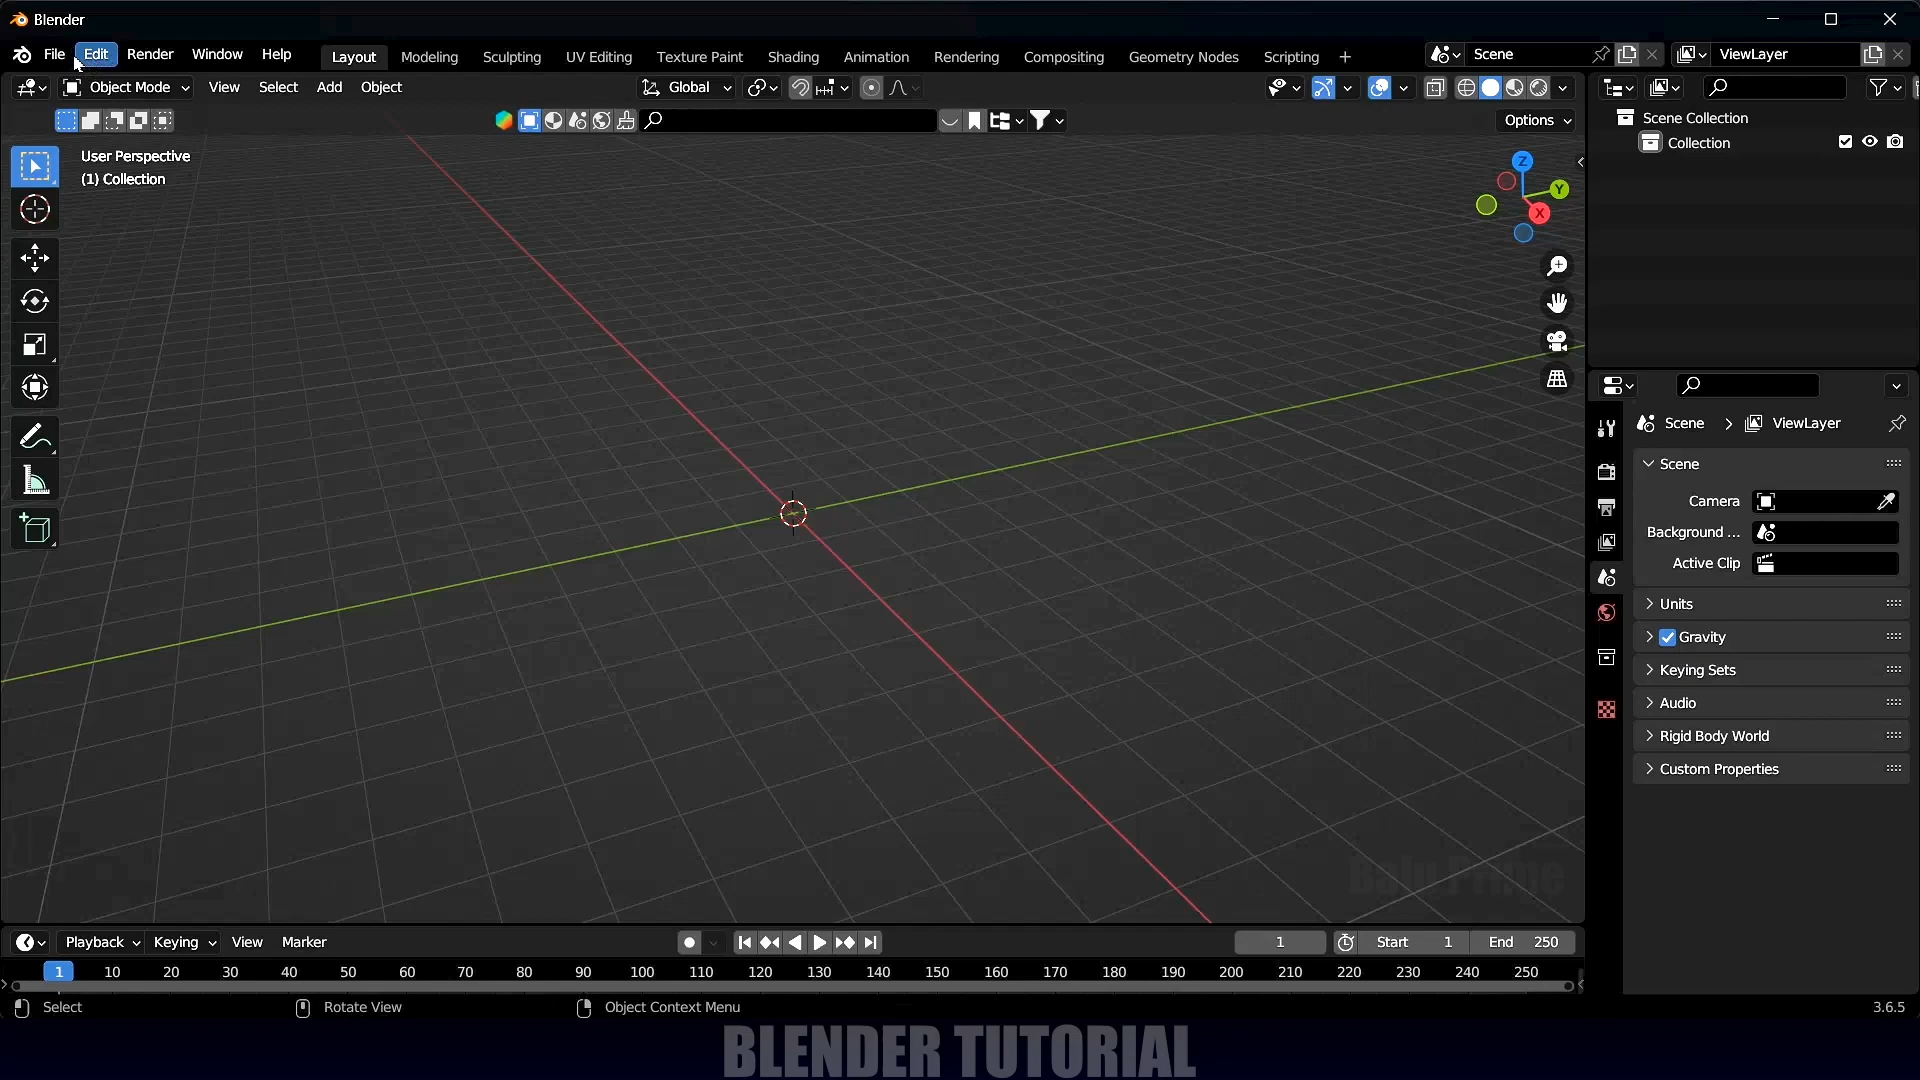 Blender
File Edit Render Window Help Layout Modeling Sculpting UV Editing Texture Paint Shading Animation Rendering Compositing Geometry Nodes Scripting + Scene ViewLayer
Object Mode View Select Add Object Global
Options
User Perspective
(1) Collection
Z
Y
X
Scene Collection
Collection
Scene > ViewLayer
Scene
Camera
Background ...
Active Clip
Units
Gravity
Keying Sets
Audio
Rigid Body World
Custom Properties
Balu Prime
Playback Keying View Marker 1 Start 1 End 250
1 10 20 30 40 50 60 70 80 90 100 110 120 130 140 150 160 170 180 190 200 210 220 230 240 250
Select Rotate View Object Context Menu 3.6.5
BLENDER TUTORIAL